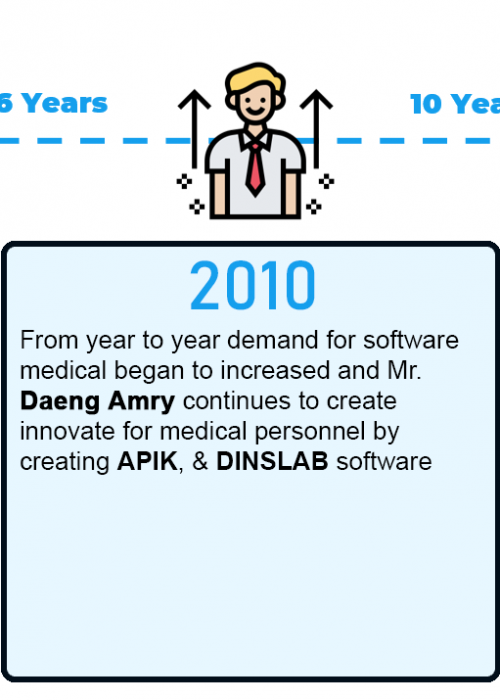 6 Years
10 Yea
2010
From year to year demand for software
medical began to increased and Mr.
Daeng Amry continues to create
innovate for medical personnel by
creating APIK, & DINSLAB software